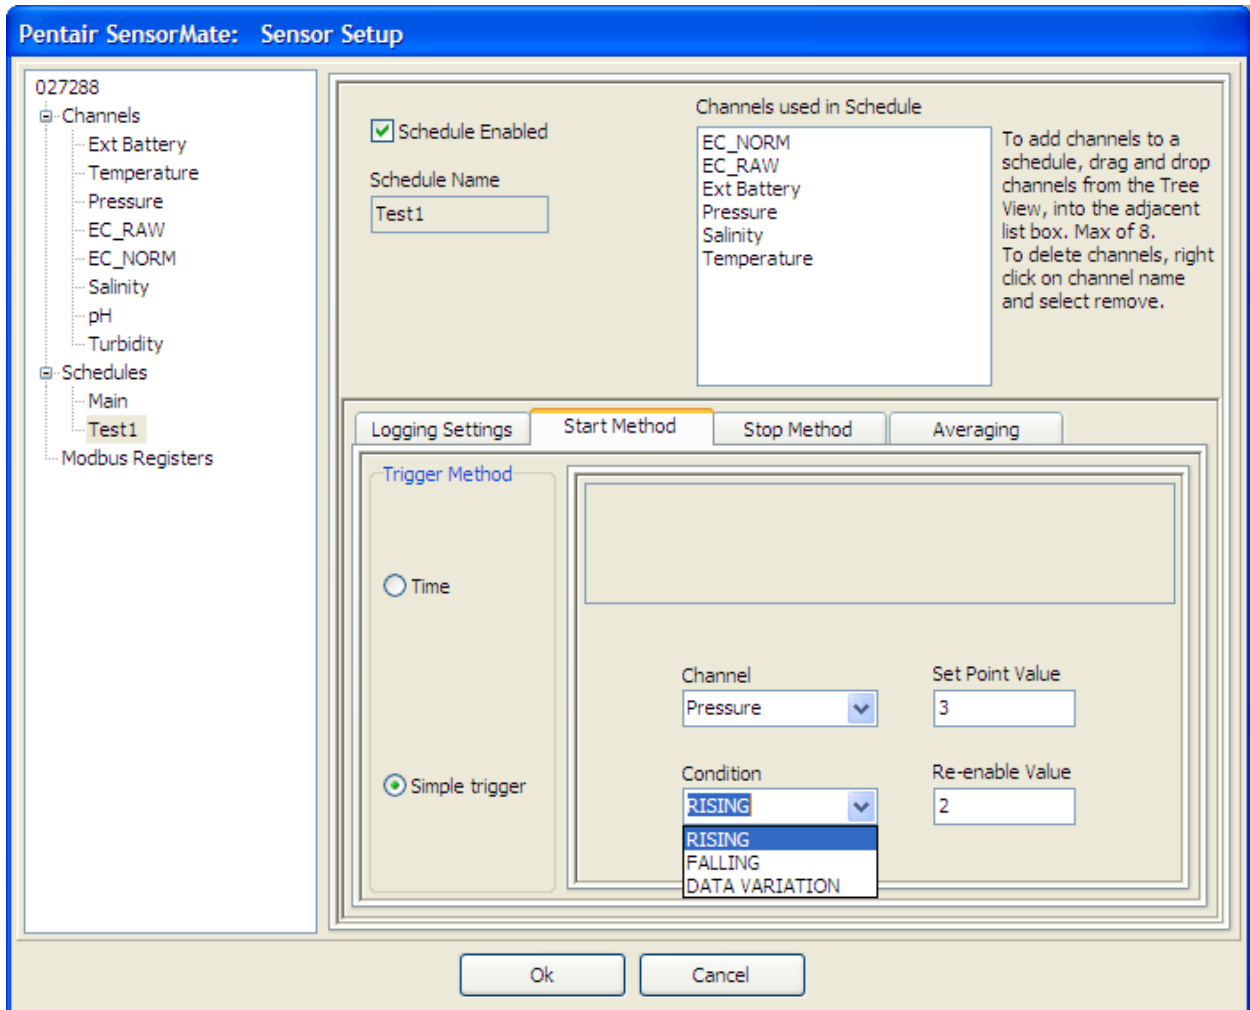 Pentair SensorMate: Sensor Setup
027288
Channels
Ext Battery
Temperature
Pressure
EC_RAW
EC_NORM
Salinity
pH
Turbidity
Schedules
Main
Test1
Modbus Registers
Schedule Enabled
Schedule Name
Test1
Channels used in Schedule
EC_NORM
EC_RAW
Ext Battery
Pressure
Salinity
Temperature
To add channels to a
schedule, drag and drop
channels from the Tree
View, into the adjacent
list box. Max of 8.
To delete channels, right
click on channel name
and select remove.
Logging Settings
Start Method
Stop Method
Averaging
Trigger Method
Time
Simple trigger
Channel
Pressure
Set Point Value
3
Condition
RISING
Re-enable Value
2
RISING
FALLING
DATA VARIATION
Ok
Cancel